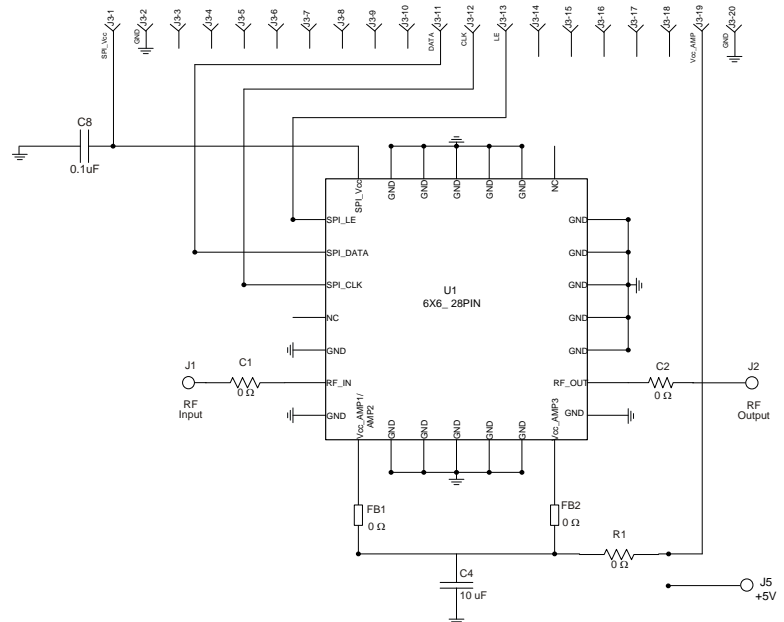 J3-1
J3-2
J3-3
J3-4
J3-5
J3-6
J3-7
J3-8
J3-9
J3-10
J3-11
J3-12
J3-13
J3-14
J3-15
J3-16
J3-17
J3-18
J3-19
J3-20
SPI_Vcc
GND
DATA
CLK
LE
Vcc_AMP
GND
C8
0.1uF
SPI_Vcc
GND
GND
GND
GND
GND
NC
SPI_LE
SPI_DATA
SPI_CLK
NC
GND
RF_IN
GND
U1
6X6_ 28PIN
GND
GND
GND
GND
GND
RF_OUT
GND
Vcc_AMP1/
AMP2
GND
GND
GND
GND
GND
Vcc_AMP3
J1
RF
Input
C1
0 Ω
C2
0 Ω
J2
RF
Output
FB1
0 Ω
FB2
0 Ω
R1
0 Ω
C4
10 uF
J5
+5V